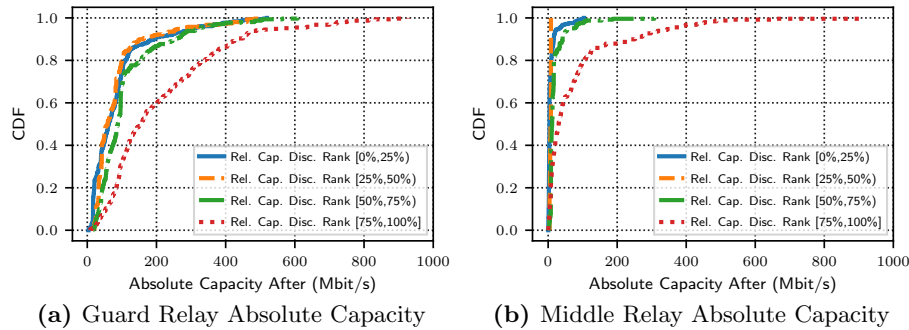 1.0
0.8
0.6
0.4
0.2
0.0
CDF
Rel. Cap. Disc. Rank [0%,25%)
Rel. Cap. Disc. Rank [25%,50%)
Rel. Cap. Disc. Rank [50%,75%)
Rel. Cap. Disc. Rank [75%,100%]
0 200 400 600 800 1000
Absolute Capacity After (Mbit/s)
(a) Guard Relay Absolute Capacity
1.0
0.8
0.6
0.4
0.2
0.0
CDF
Rel. Cap. Disc. Rank [0%,25%)
Rel. Cap. Disc. Rank [25%,50%)
Rel. Cap. Disc. Rank [50%,75%)
Rel. Cap. Disc. Rank [75%,100%]
0 200 400 600 800 1000
Absolute Capacity After (Mbit/s)
(b) Middle Relay Absolute Capacity